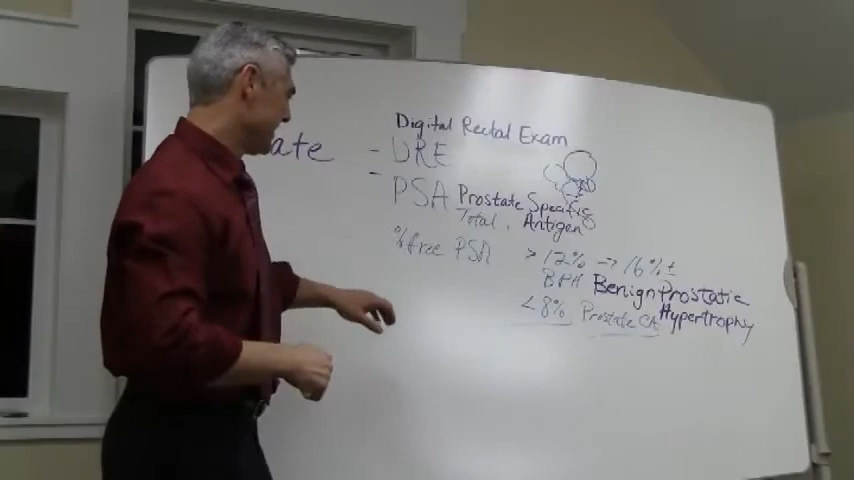 Digital Rectal Exam
ate - DRE
- PSA Prostate Specific
Total, Antigen
% free PSA > 12% -> 16% ±
BPH Benign Prostatic
< 8% Prostate CA Hypertrophy